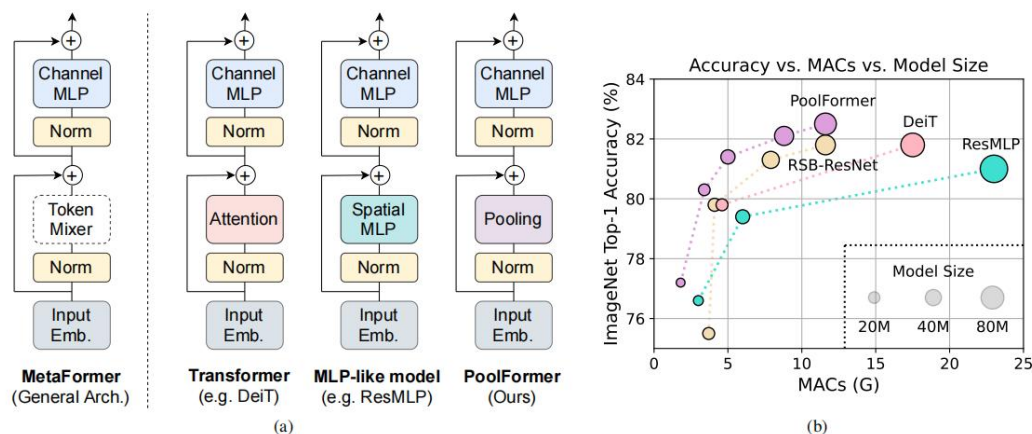 +
Channel
MLP
Norm
+
Token
Mixer
Norm
Input
Emb.
MetaFormer
(General Arch.)
+
Channel
MLP
Norm
+
Attention
Norm
Input
Emb.
Transformer
(e.g. DeiT)
+
Channel
MLP
Norm
+
Spatial
MLP
Norm
Input
Emb.
MLP-like model
(e.g. ResMLP)
+
Channel
MLP
Norm
+
Pooling
Norm
Input
Emb.
PoolFormer
(Ours)
(a)
Accuracy vs. MACs vs. Model Size
ImageNet Top-1 Accuracy (%)
84
82
80
78
76
PoolFormer
DeiT
RSB-ResNet
ResMLP
Model Size
20M 40M 80M
0 5 10 15 20 25
MACs (G)
(b)